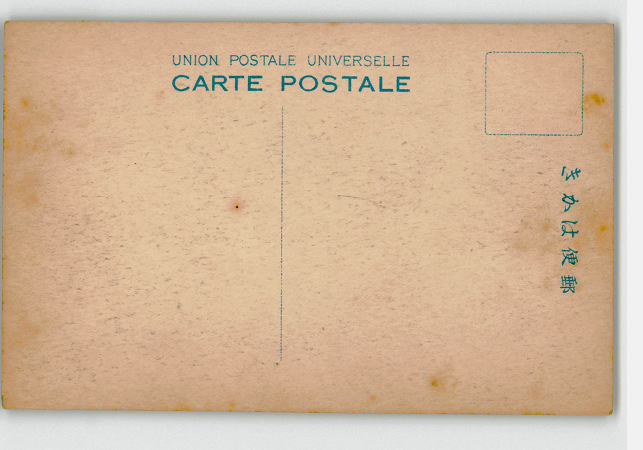 UNION POSTALE UNIVERSELLE
CARTE POSTALE
郵便はかき